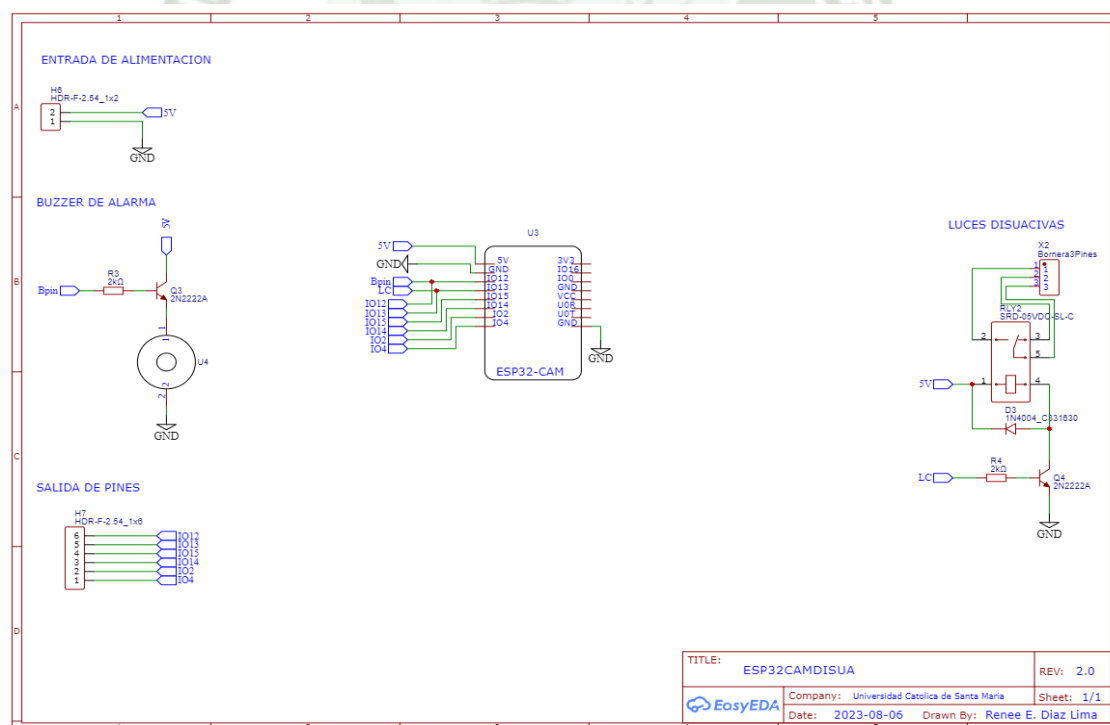 1
2
3
4
5
A
B
C
D
ENTRADA DE ALIMENTACION
H6
HDR-F-2.54_1x2
2
1
5V
GND
BUZZER DE ALARMA
5V
R3
2kΩ
Bpin
Q3
2N2222A
1
1
U4
2
2
GND
SALIDA DE PINES
H7
HDR-F-2.54_1x6
6 IO12
5 IO13
4 IO15
3 IO14
2 IO2
1 IO4
U3
5V
GND
Bpin
LC
IO12
IO13
IO15
IO14
IO2
IO4
5V 3V3
GND IO16
IO12 IO0
IO13 GND
IO15 VCC
IO14 U0R
IO2 U0T
IO4 GND
GND
ESP32-CAM
LUCES DISUACIVAS
X2
Bornera3Pines
1 1
2 2
3 3
RLY2
SRD-05VDC-SL-C
2 3
5
5V
1 4
D3
1N4004_C331630
R4
2kΩ
LC
Q4
2N2222A
GND
TITLE:
ESP32CAMDISUA
REV: 2.0
EasyEDA
Company: Universidad Catolica de Santa Maria
Sheet: 1/1
Date: 2023-08-06 Drawn By: Renee E. Diaz Lima